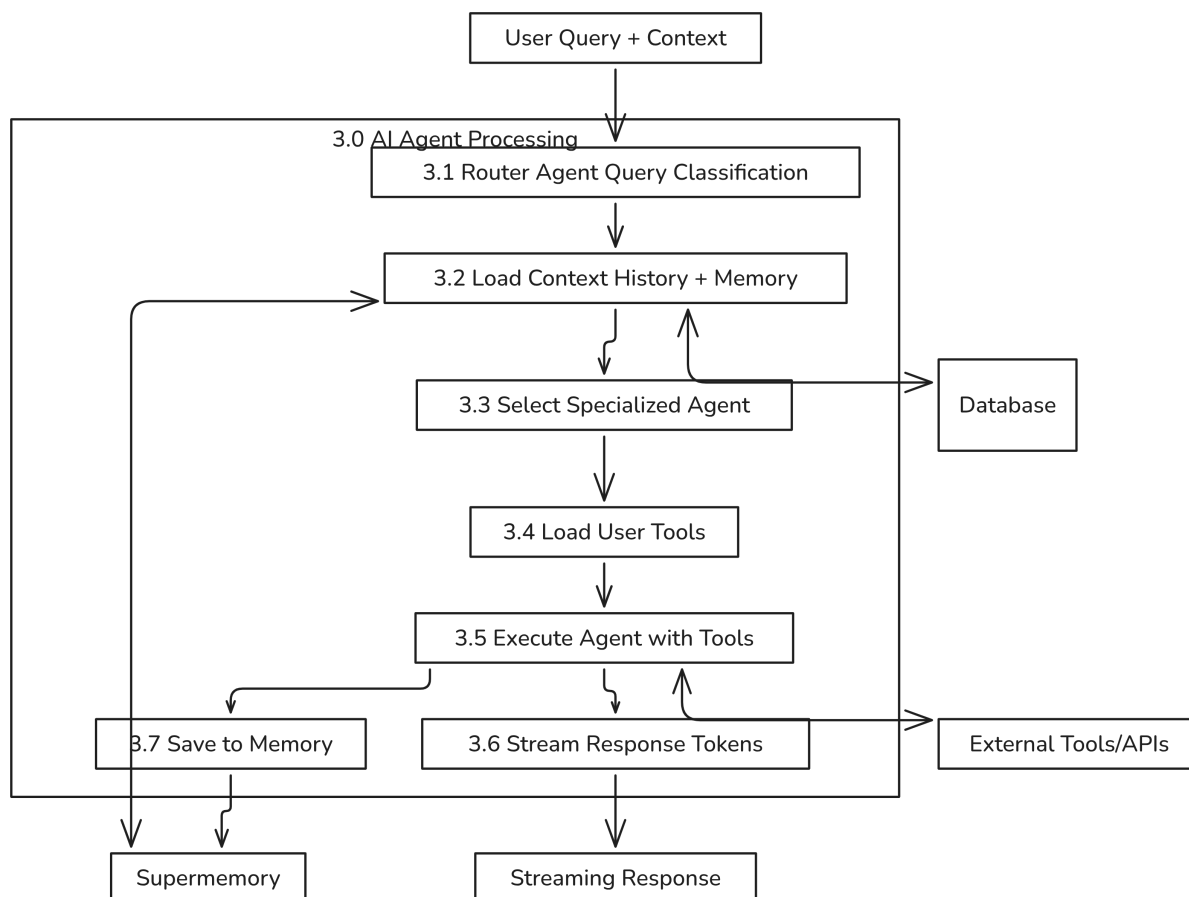 User Query + Context
3.0 AI Agent Processing
3.1 Router Agent Query Classification
3.2 Load Context History + Memory
3.3 Select Specialized Agent
Database
3.4 Load User Tools
3.5 Execute Agent with Tools
3.7 Save to Memory
3.6 Stream Response Tokens
External Tools/APIs
Supermemory
Streaming Response